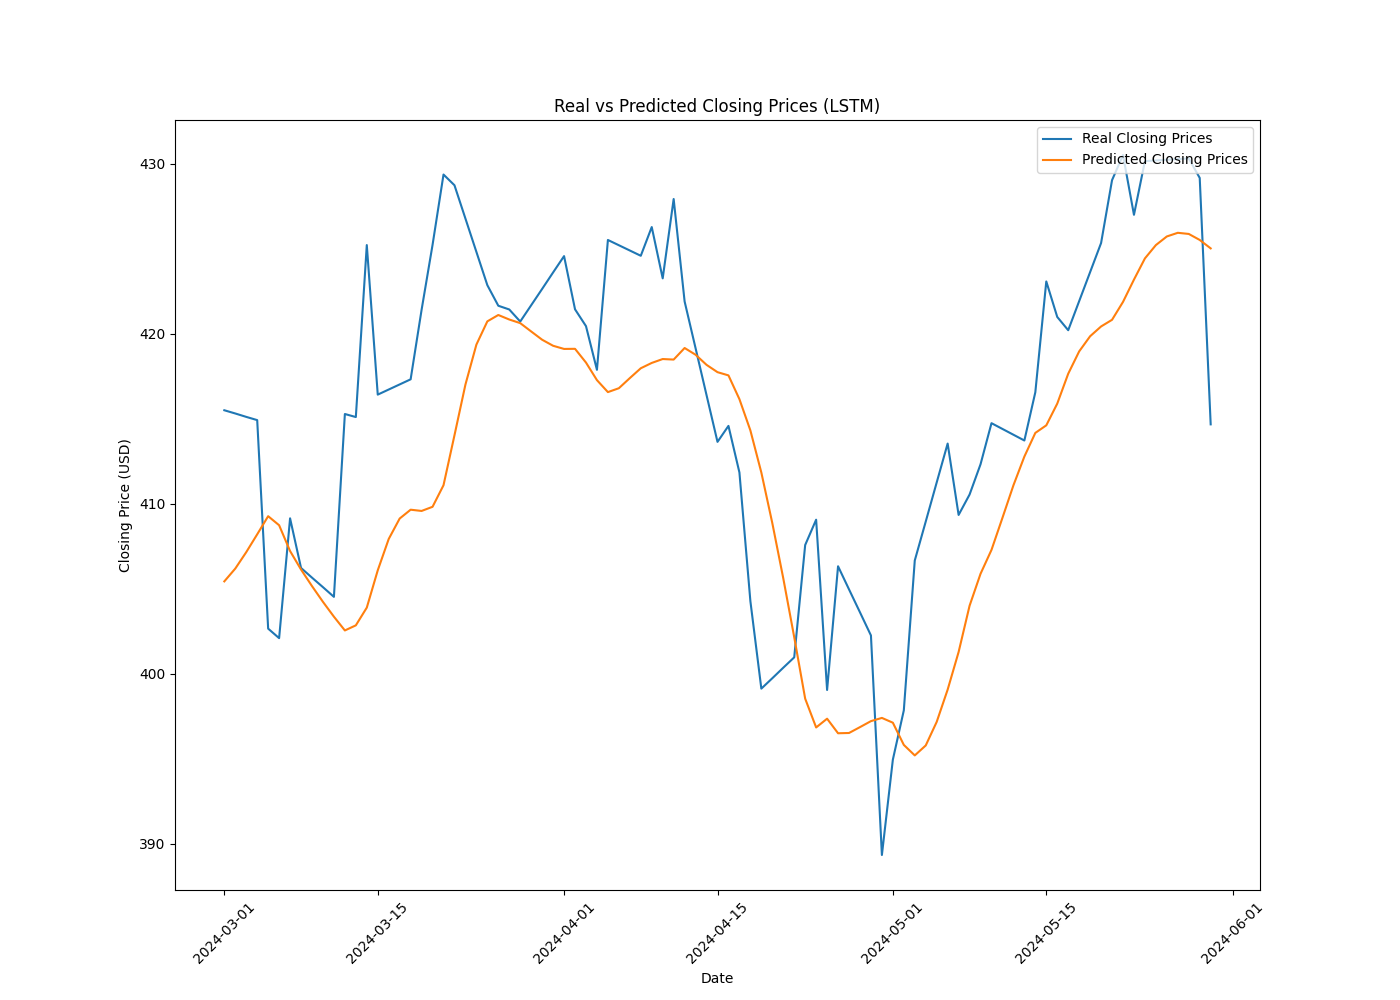 Real vs Predicted Closing Prices (LSTM)
Real Closing Prices
Predicted Closing Prices
Closing Price (USD)
430
420
410
400
390
2024-03-01
2024-03-15
2024-04-01
2024-04-15
2024-05-01
2024-05-15
2024-06-01
Date